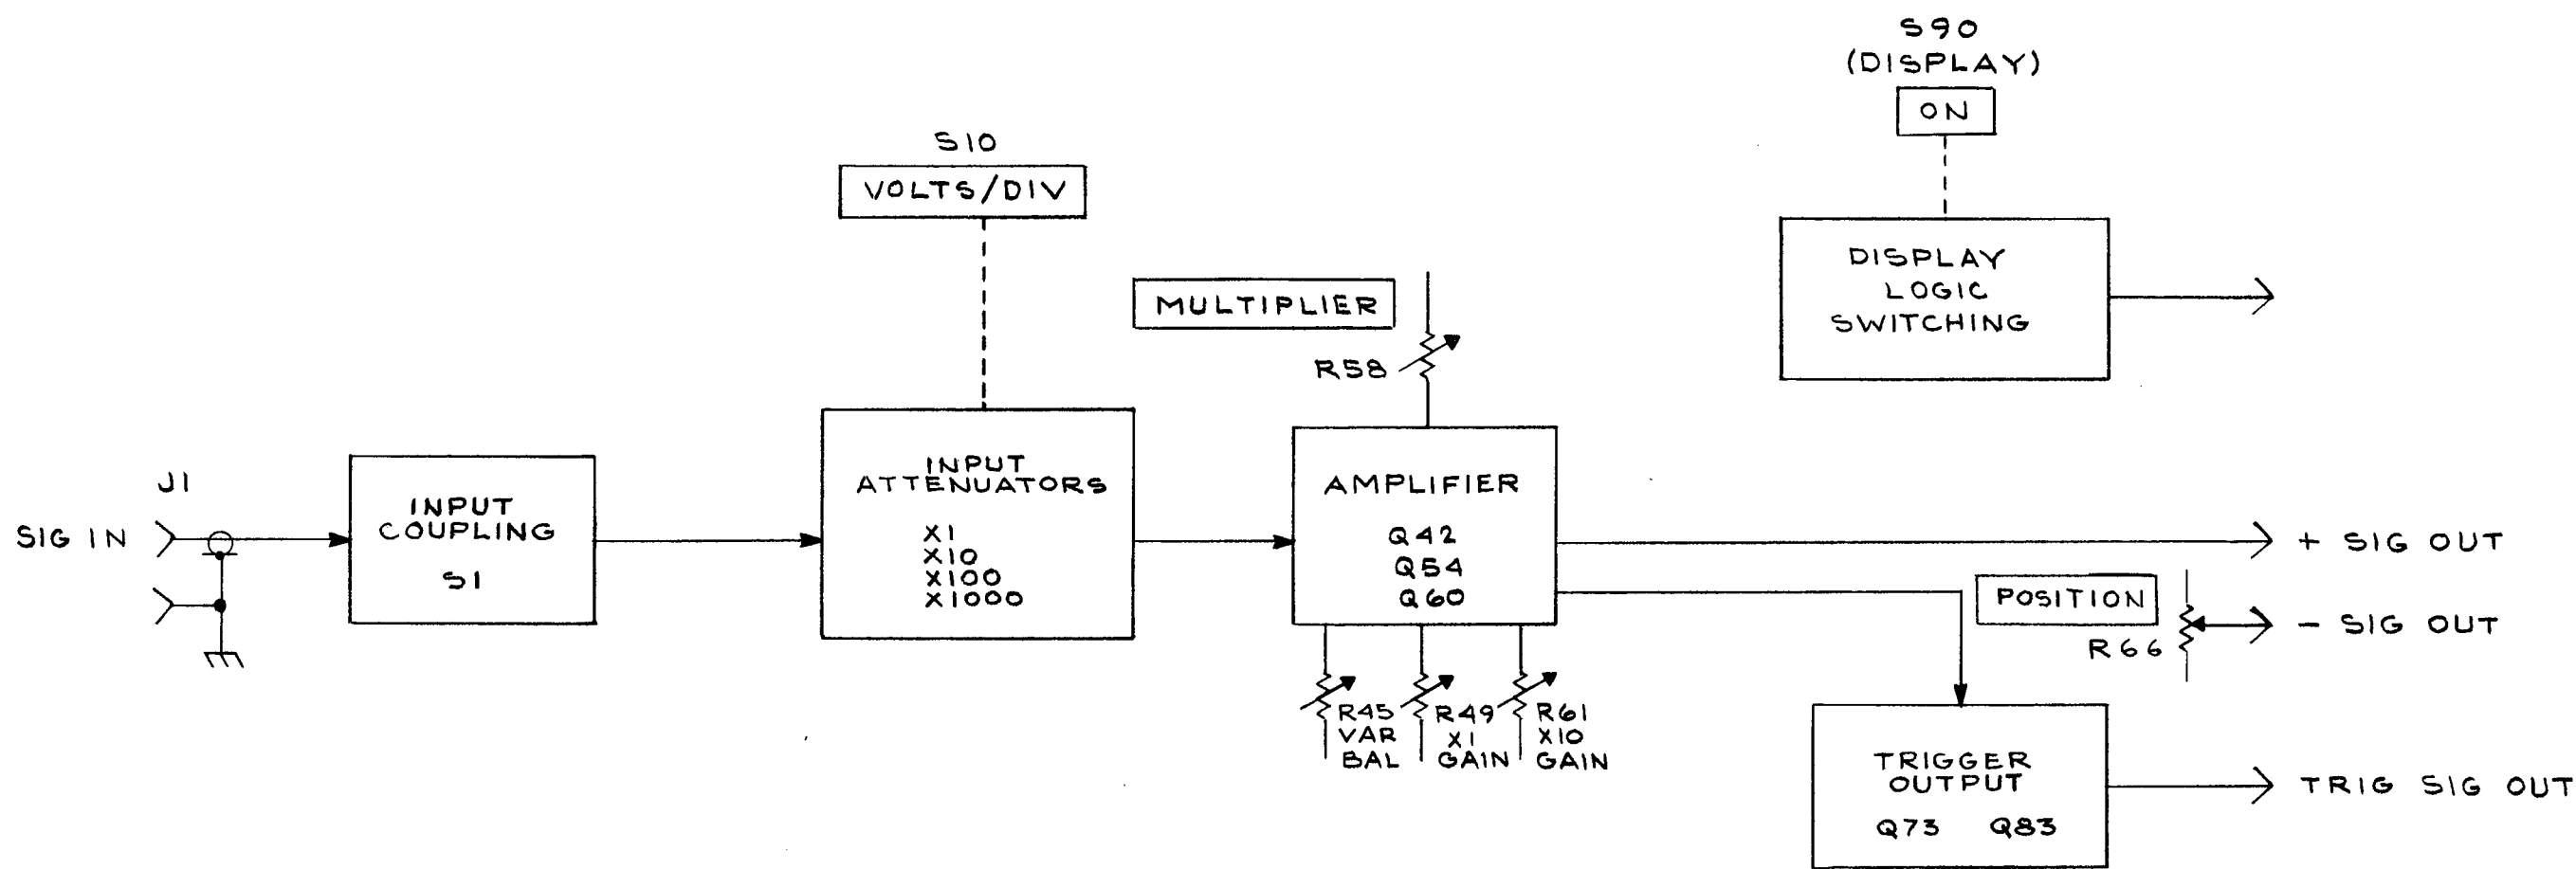 S90
(DISPLAY)
ON
S10
VOLTS/DIV
DISPLAY
LOGIC
SWITCHING
MULTIPLIER
R58
J1
SIG IN
INPUT
COUPLING
S1
INPUT
ATTENUATORS
X1
X10
X100
X1000
AMPLIFIER
Q42
Q54
Q60
+ SIG OUT
POSITION
R66
- SIG OUT
R45
VAR
BAL
R49
X1
GAIN
R61
X10
GAIN
TRIGGER
OUTPUT
Q73 Q83
TRIG SIG OUT